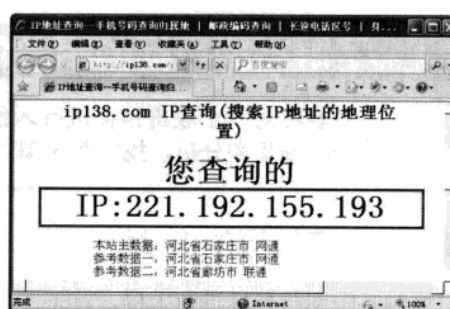 IP地址查询--手机号码查询归属地 | 邮政编码查询 | 长途电话区号 | 身...
文件(F) 编辑(E) 查看(V) 收藏夹(A) 工具(T) 帮助(H)
http://ip138.com/
百度搜索
IP地址查询--手机号码查询归...
ip138.com IP查询(搜索IP地址的地理位
置)
您查询的
IP:221.192.155.193
本站主数据: 河北省石家庄市 网通
参考数据一: 河北省石家庄市 网通
参考数据二: 河北省廊坊市 联通
完成 Internet 100%